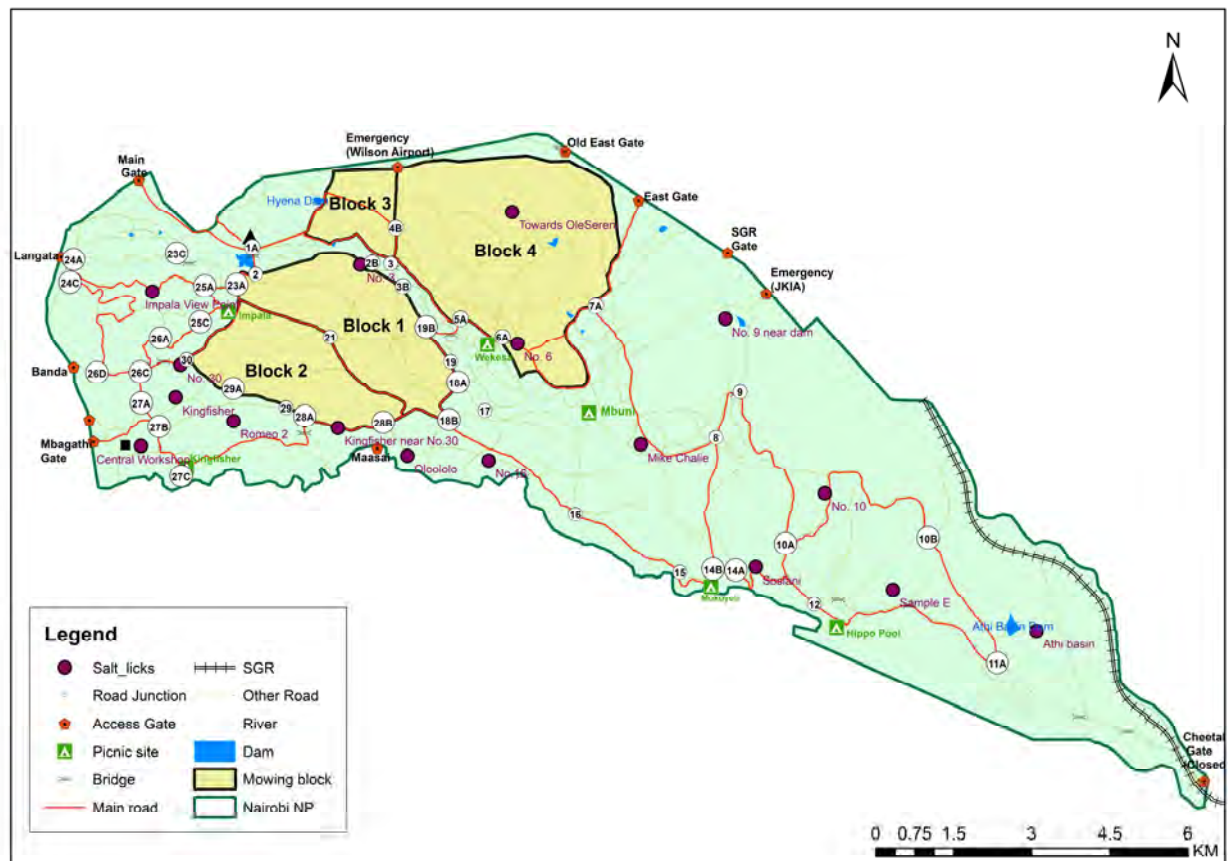 N
Emergency
(Wilson Airport)
Old East Gate
Main
Gate
East Gate
Hyena Da
Block 3
4B
Towards OleSeren
SGR
Gate
Block 4
Langata
24A
23C
1A
2
2B
3
Emergency
(JKIA)
24C
25A
23A
No. 3
3B
Impala View Point
Impala
7A
No. 9 near dam
25C
Block 1
19B
5A
26A
21
6A
Wekesa
No. 6
Banda
26D
26C
30
No. 30
Block 2
19
10A
29A
9
27A
Kingfisher
29
28A
17
Mbuni
27B
Romeo 2
28B
18B
8
Mbagathi
Gate
Kingfisher near No.30
Central Workshop
Kingfisher
Maasai
Oloololo
Mike Chalie
27C
No. 10
16
10A
10B
15
14B
14A
Sosiani
12
Sample E
Hippo Pool
Athi Basin Dam
Athi basin
11A
Cheetah
Gate
Closed
Legend
Salt_licks
SGR
Road Junction
Other Road
Access Gate
River
Picnic site
Dam
Bridge
Mowing block
Main road
Nairobi NP
0 0.75 1.5 3 4.5 6
KM